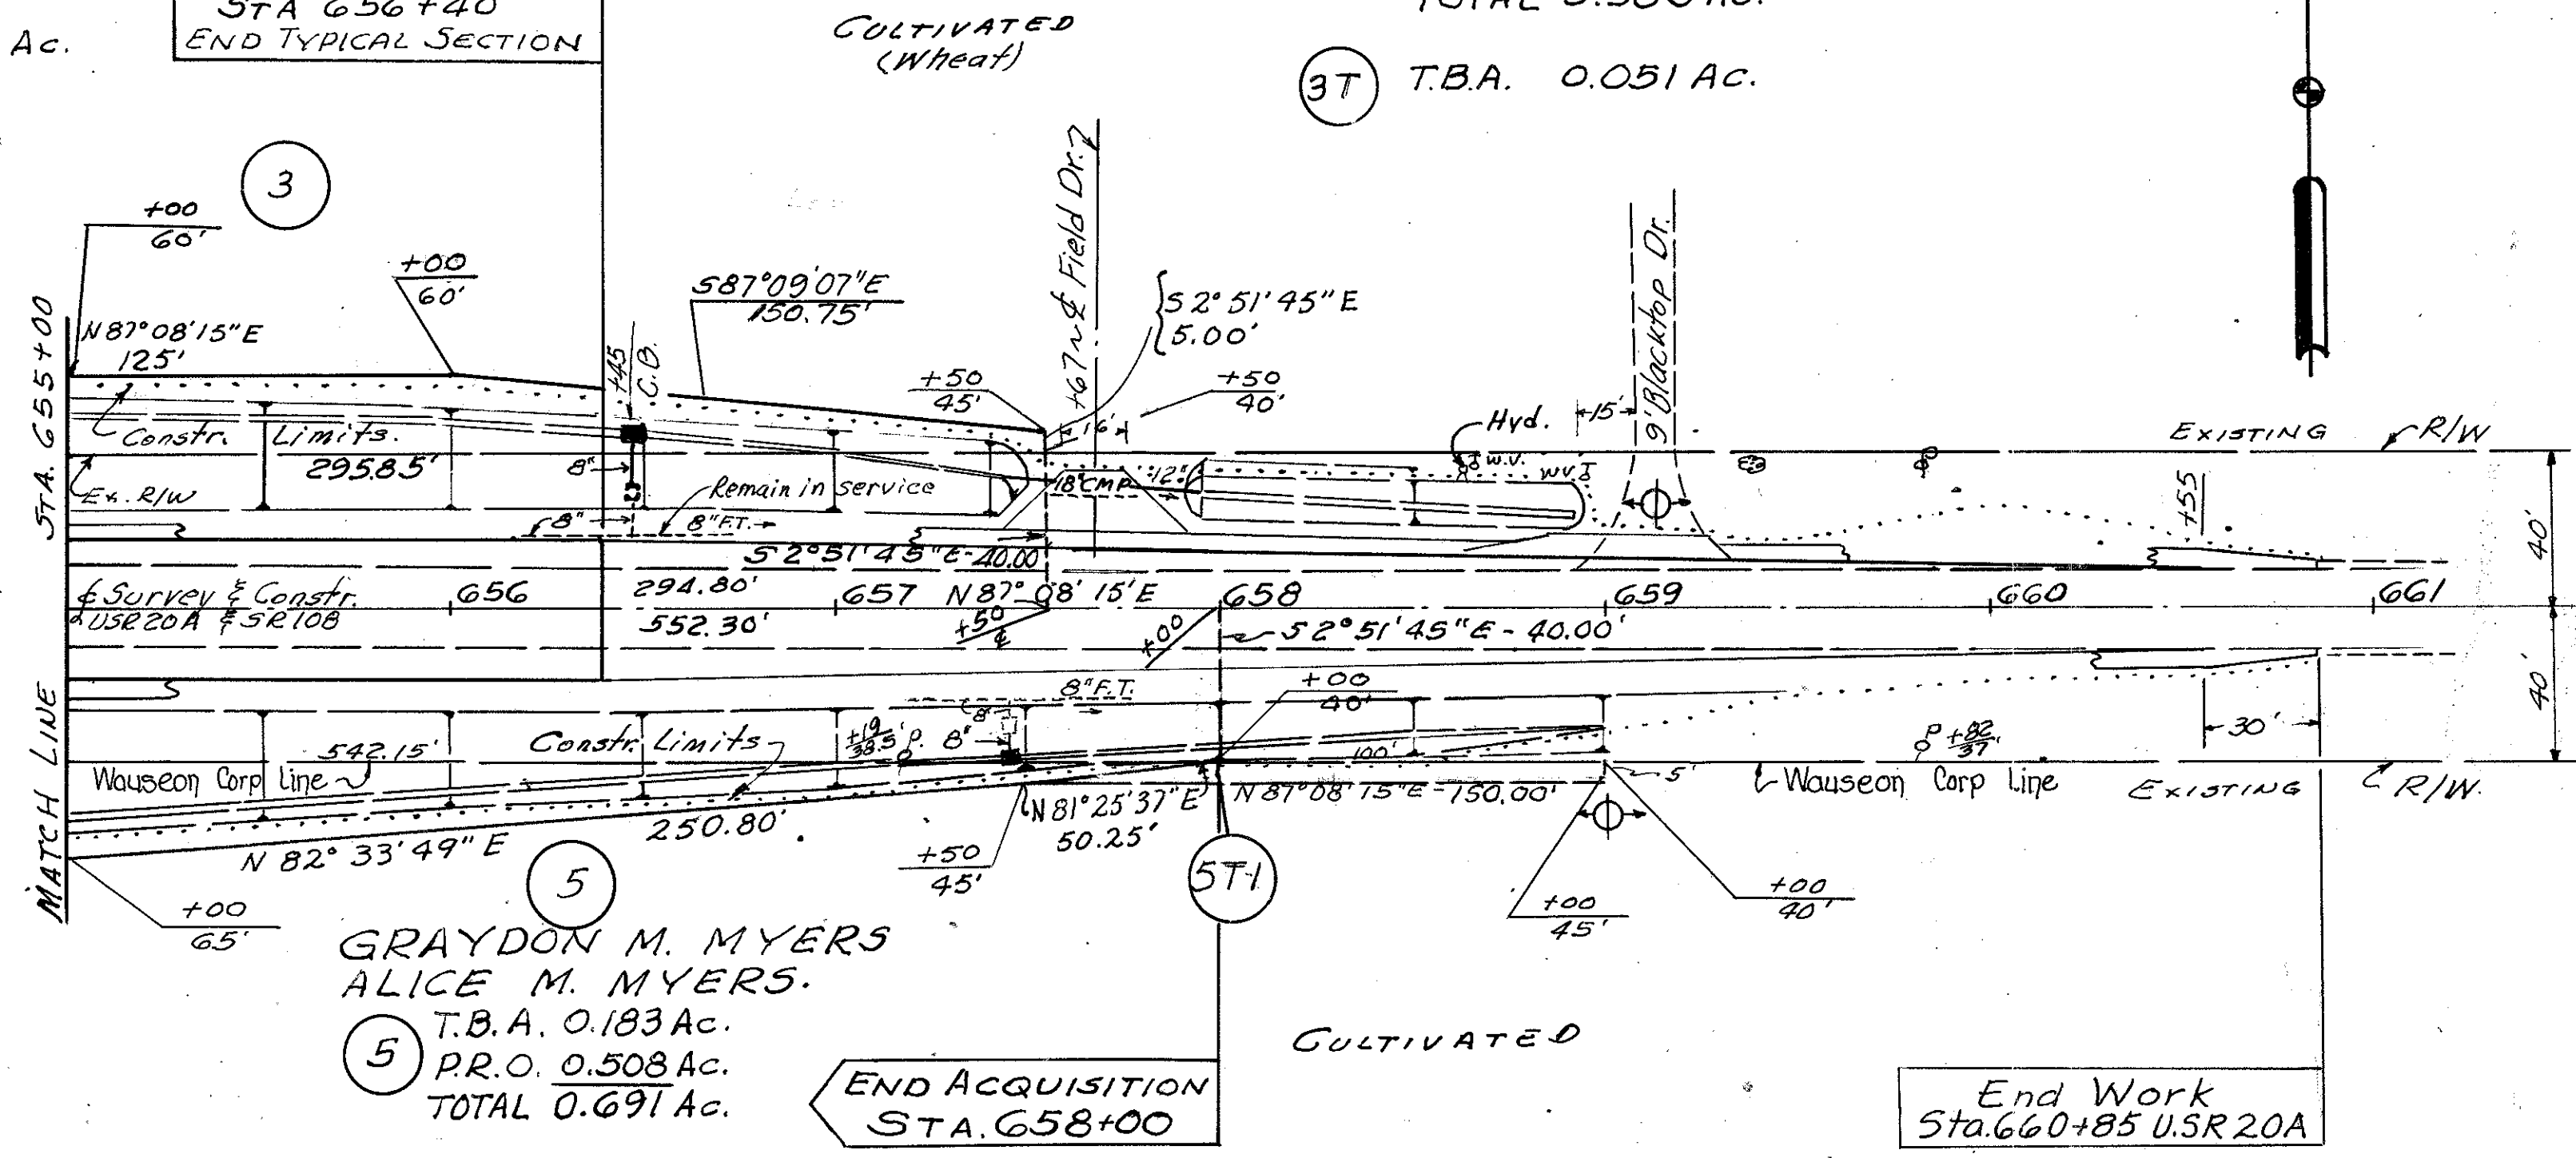 STA 656+40
END TYPICAL SECTION
Ac.
CULTIVATED
(Wheat)
3T
T.B.A. 0.051 Ac.
3
+00
60'
+00
60'
S87°09'07"E
150.75'
+67 ℄ Field Dr.
S 2° 51' 45" E
5.00'
9' Blacktop Dr.
STA. 655+00
N 87° 08' 15" E
125'
+45
C.B.
+50
45'
16'
+50
40'
Hyd.
15'
EXISTING
R/W
Constr. Limits.
295.85'
8"
Ex. R/W
Remain in service
18" CMP
12"
W.V.
W.V.
+55
40'
8"
8" F.T.
S 2° 51' 45" E - 40.00
℄ Survey & Constr.
USR 20A & SR 108
656
294.80'
552.30'
657
N 87° 08' 15' E
+50
℄
658
659
660
661
+00
S 2° 51' 45" E - 40.00'
40'
MATCH LINE
8" F.T.
+00
40'
542.15'
Wauseon Corp Line
Constr. Limits
+19
38.5'
P.
8"
8"
100'
P
+82
37'
30'
5'
Wauseon Corp Line
EXISTING
R/W.
N 82° 33' 49" E
250.80'
N 81° 25' 37" E
50.25'
N 87° 08' 15" E - 150.00'
+00
65'
5
+50
45'
5T-1
+00
45'
+00
40'
GRAYDON M. MYERS
ALICE M. MYERS.
5
T.B.A. 0.183 Ac.
P.R.O. 0.508 Ac.
TOTAL 0.691 Ac.
END ACQUISITION
STA. 658+00
CULTIVATED
End Work
Sta. 660+85 U.S.R 20A